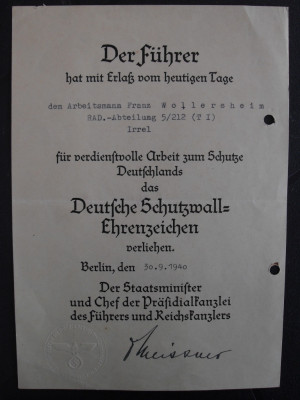 Der Führer
hat mit Erlaß vom heutigen Tage
dem Arbeitsmann Franz Wollersheim
RAD.-Abteilung 5/212 (T I)
Irrel
für verdienstvolle Arbeit zum Schutze
Deutschlands
das
Deutsche Schutzwall=
Ehrenzeichen
verliehen.
Berlin, den 30.9.1940
Der Staatsminister
und Chef der Präsidialkanzlei
des Führers und Reichskanzlers
Meissner